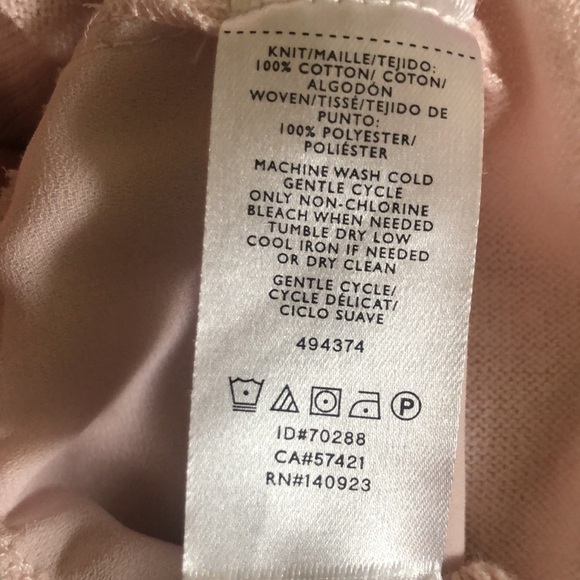 KNIT/MAILLE/TEJIDO:
100% COTTON/ COTON/
ALGODÓN
WOVEN/TISSÉ/TEJIDO DE
PUNTO:
100% POLYESTER/
POLIÉSTER
MACHINE WASH COLD
GENTLE CYCLE
ONLY NON-CHLORINE
BLEACH WHEN NEEDED
TUMBLE DRY LOW
COOL IRON IF NEEDED
OR DRY CLEAN
GENTLE CYCLE/
CYCLE DÉLICAT/
CICLO SUAVE
494374
P
ID#70288
CA#57421
RN#140923